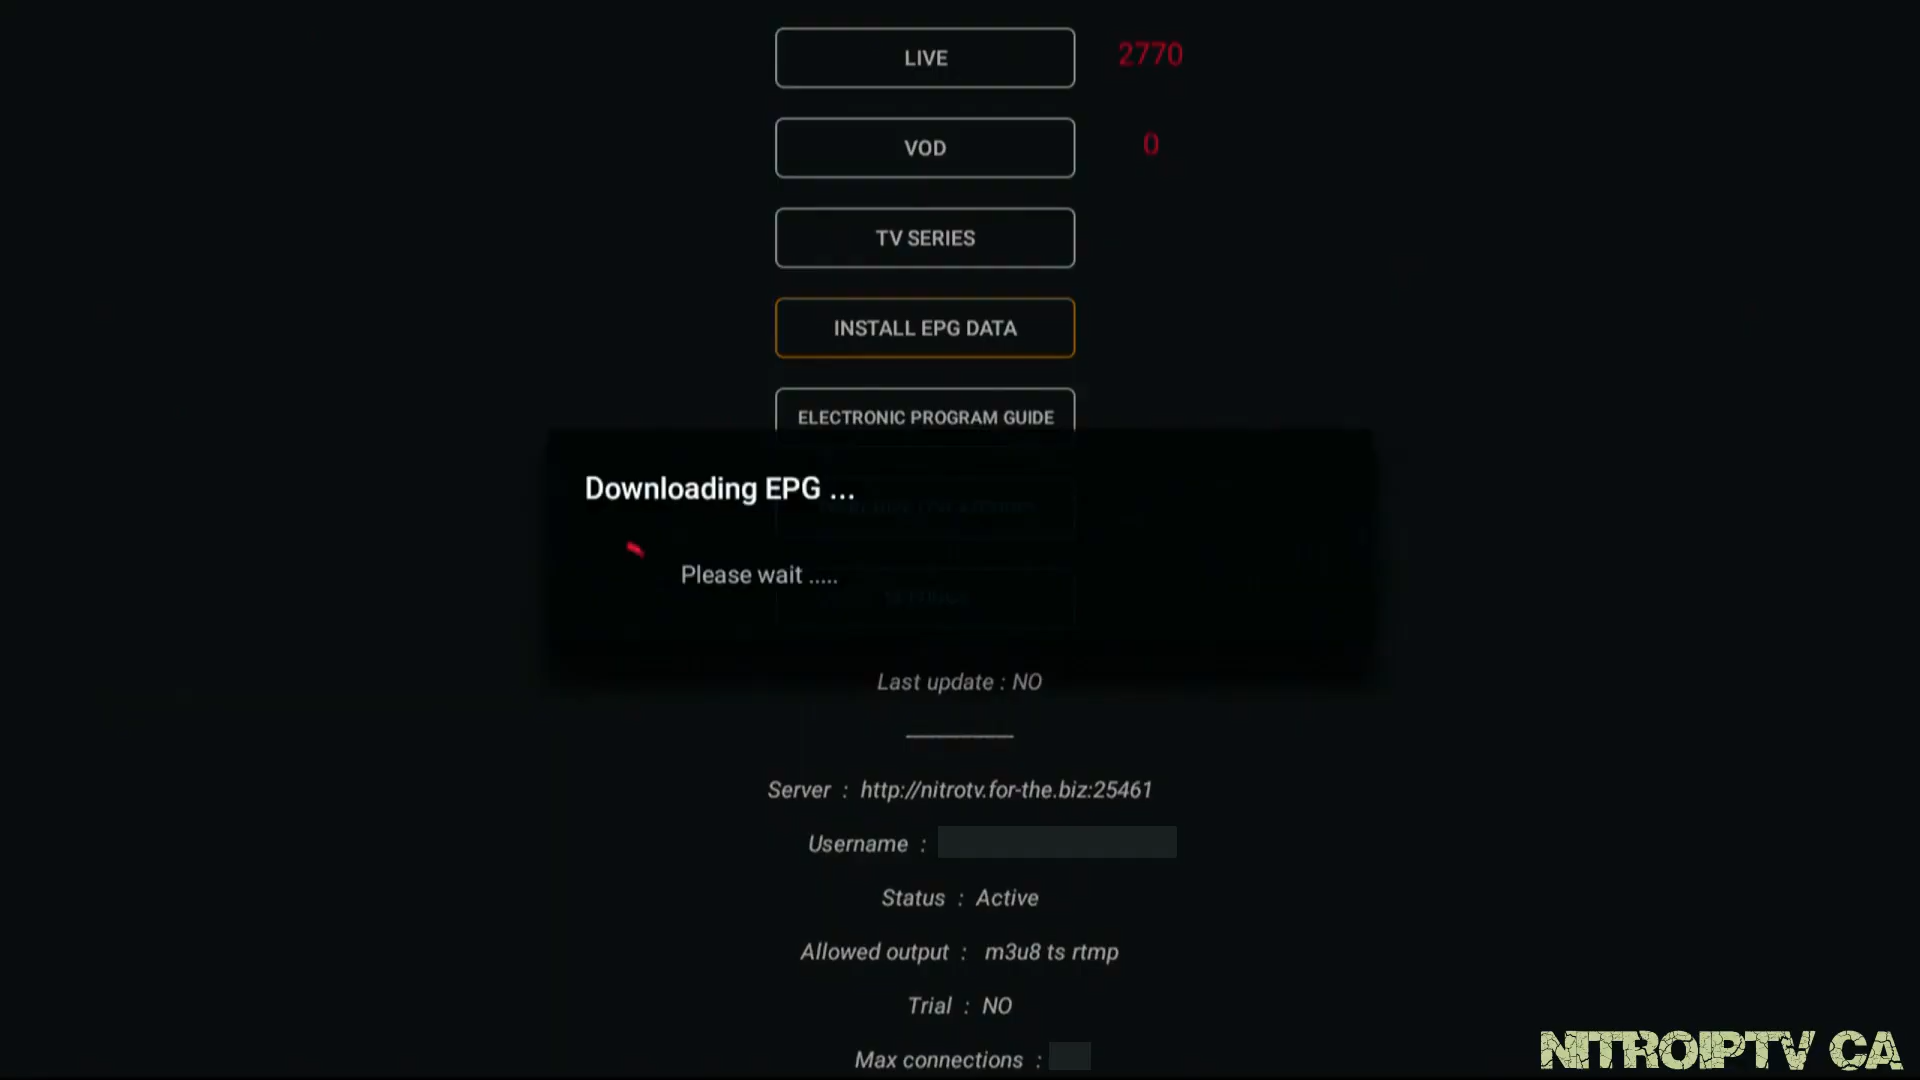 LIVE 2770
VOD 0
TV SERIES
INSTALL EPG DATA
ELECTRONIC PROGRAM GUIDE
Downloading EPG ...
Please wait .....
Last update : NO
Server : http://nitrotv.for-the.biz:25461
Username :
Status : Active
Allowed output : m3u8 ts rtmp
Trial : NO
Max connections :
NITROIPTV CA